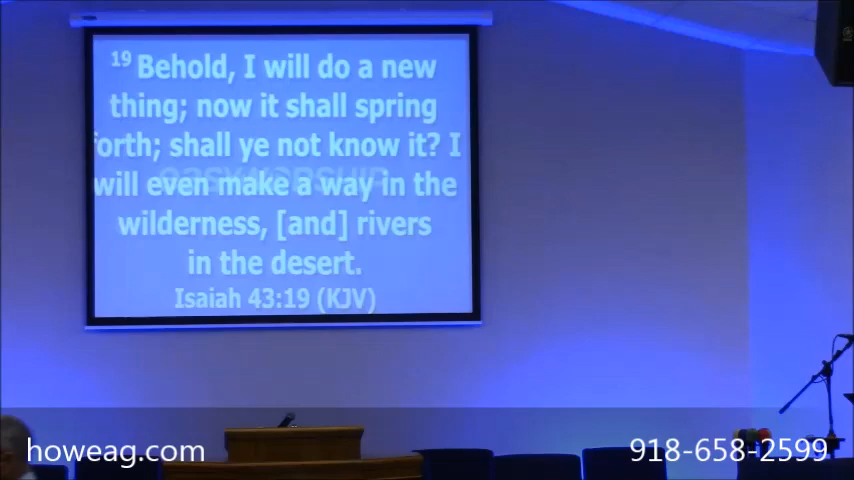 19 Behold, I will do a new
thing; now it shall spring
forth; shall ye not know it? I
will even make a way in the
wilderness, [and] rivers
in the desert.
Isaiah 43:19 (KJV)
howeag.com
918-658-2599